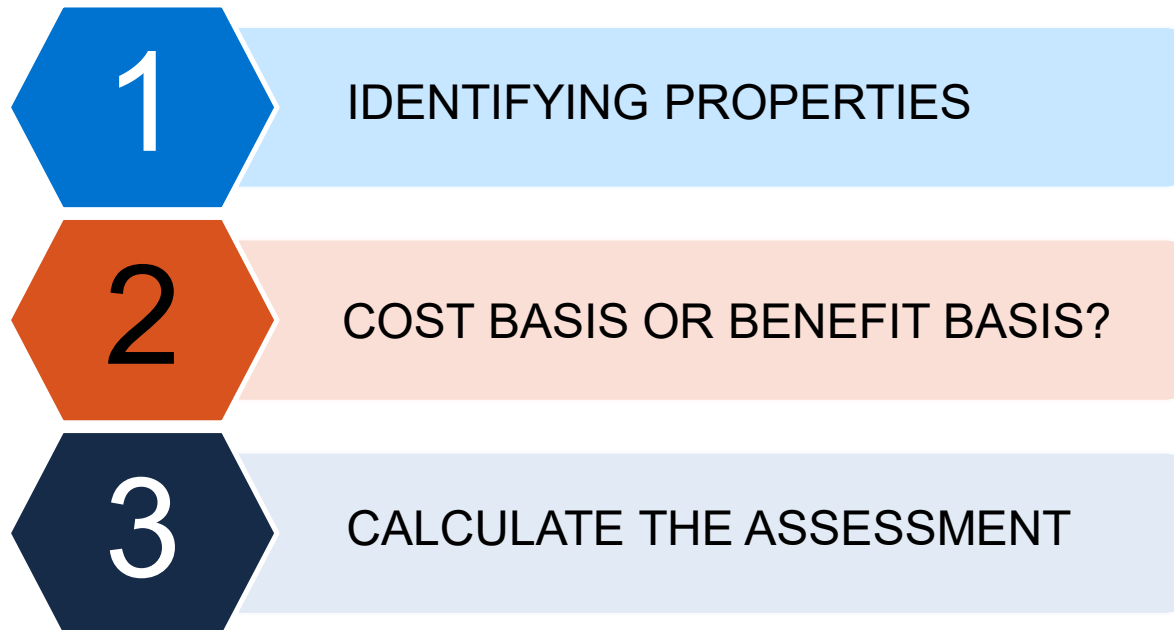 1
IDENTIFYING PROPERTIES
2
COST BASIS OR BENEFIT BASIS?
3
CALCULATE THE ASSESSMENT